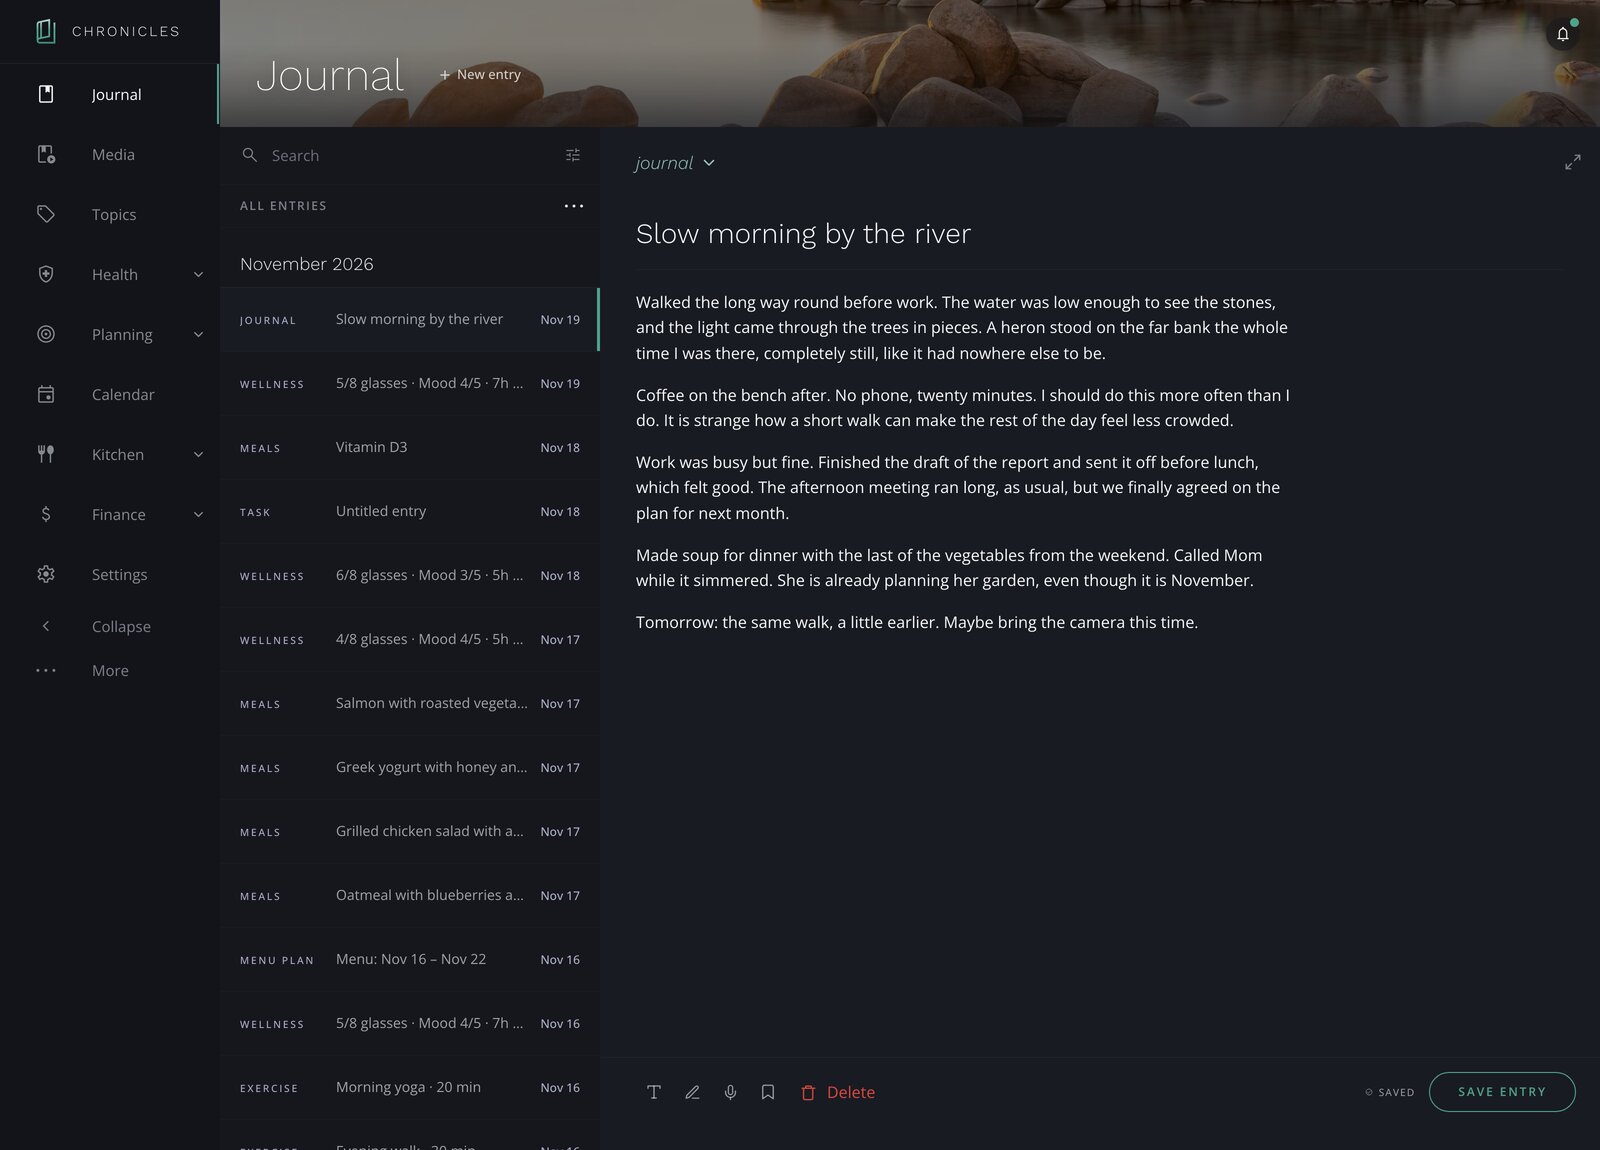 CHRONICLES
Journal
Media
Topics
Health
Planning
Calendar
Kitchen
Finance
Settings
Collapse
More
Journal
+ New entry
Search
ALL ENTRIES
November 2026
JOURNAL Slow morning by the river Nov 19
WELLNESS 5/8 glasses · Mood 4/5 · 7h ... Nov 19
MEALS Vitamin D3 Nov 18
TASK Untitled entry Nov 18
WELLNESS 6/8 glasses · Mood 3/5 · 5h ... Nov 18
WELLNESS 4/8 glasses · Mood 4/5 · 5h ... Nov 17
MEALS Salmon with roasted vegeta... Nov 17
MEALS Greek yogurt with honey an... Nov 17
MEALS Grilled chicken salad with a... Nov 17
MEALS Oatmeal with blueberries a... Nov 17
MENU PLAN Menu: Nov 16 – Nov 22 Nov 16
WELLNESS 5/8 glasses · Mood 4/5 · 7h ... Nov 16
EXERCISE Morning yoga · 20 min Nov 16
journal
Slow morning by the river
Walked the long way round before work. The water was low enough to see the stones,
and the light came through the trees in pieces. A heron stood on the far bank the whole
time I was there, completely still, like it had nowhere else to be.
Coffee on the bench after. No phone, twenty minutes. I should do this more often than I
do. It is strange how a short walk can make the rest of the day feel less crowded.
Work was busy but fine. Finished the draft of the report and sent it off before lunch,
which felt good. The afternoon meeting ran long, as usual, but we finally agreed on the
plan for next month.
Made soup for dinner with the last of the vegetables from the weekend. Called Mom
while it simmered. She is already planning her garden, even though it is November.
Tomorrow: the same walk, a little earlier. Maybe bring the camera this time.
Delete
SAVED
SAVE ENTRY